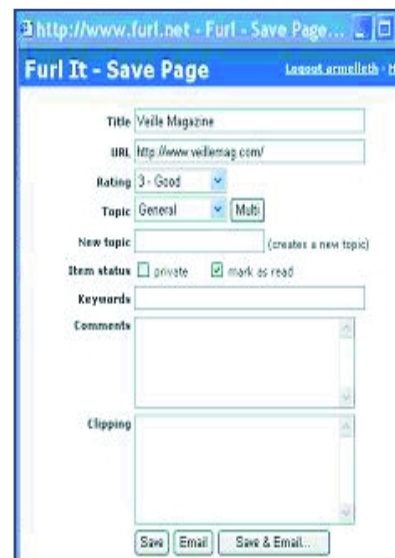 http://www.furl.net - Furl - Save Page...
Furl It - Save Page Logout armelleth
Title Veille Magazine
URL http://www.veillemag.com/
Rating 3 - Good
Topic General Multi
New topic (creates a new topic)
Item status private mark as read
Keywords
Comments
Clipping
Save Email Save & Email...